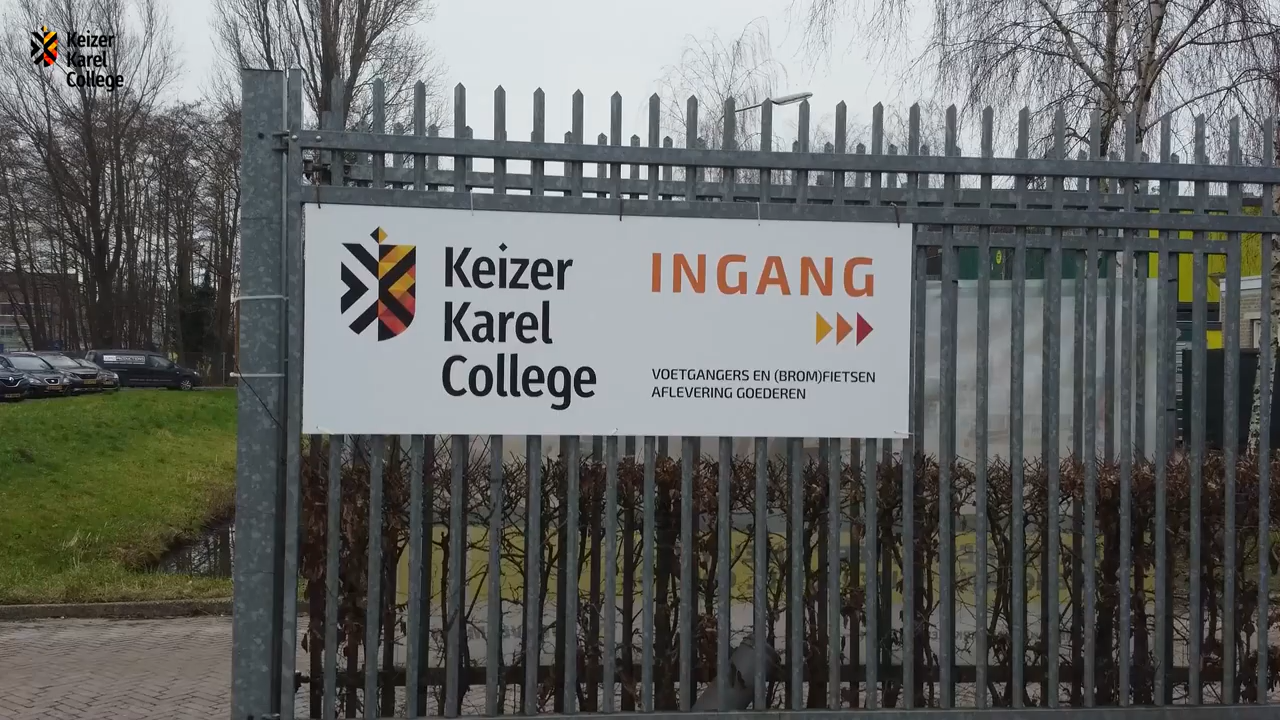 Keizer
Karel
College
Keizer
Karel
College
INGANG
VOETGANGERS EN (BROM)FIETSEN
AFLEVERING GOEDEREN